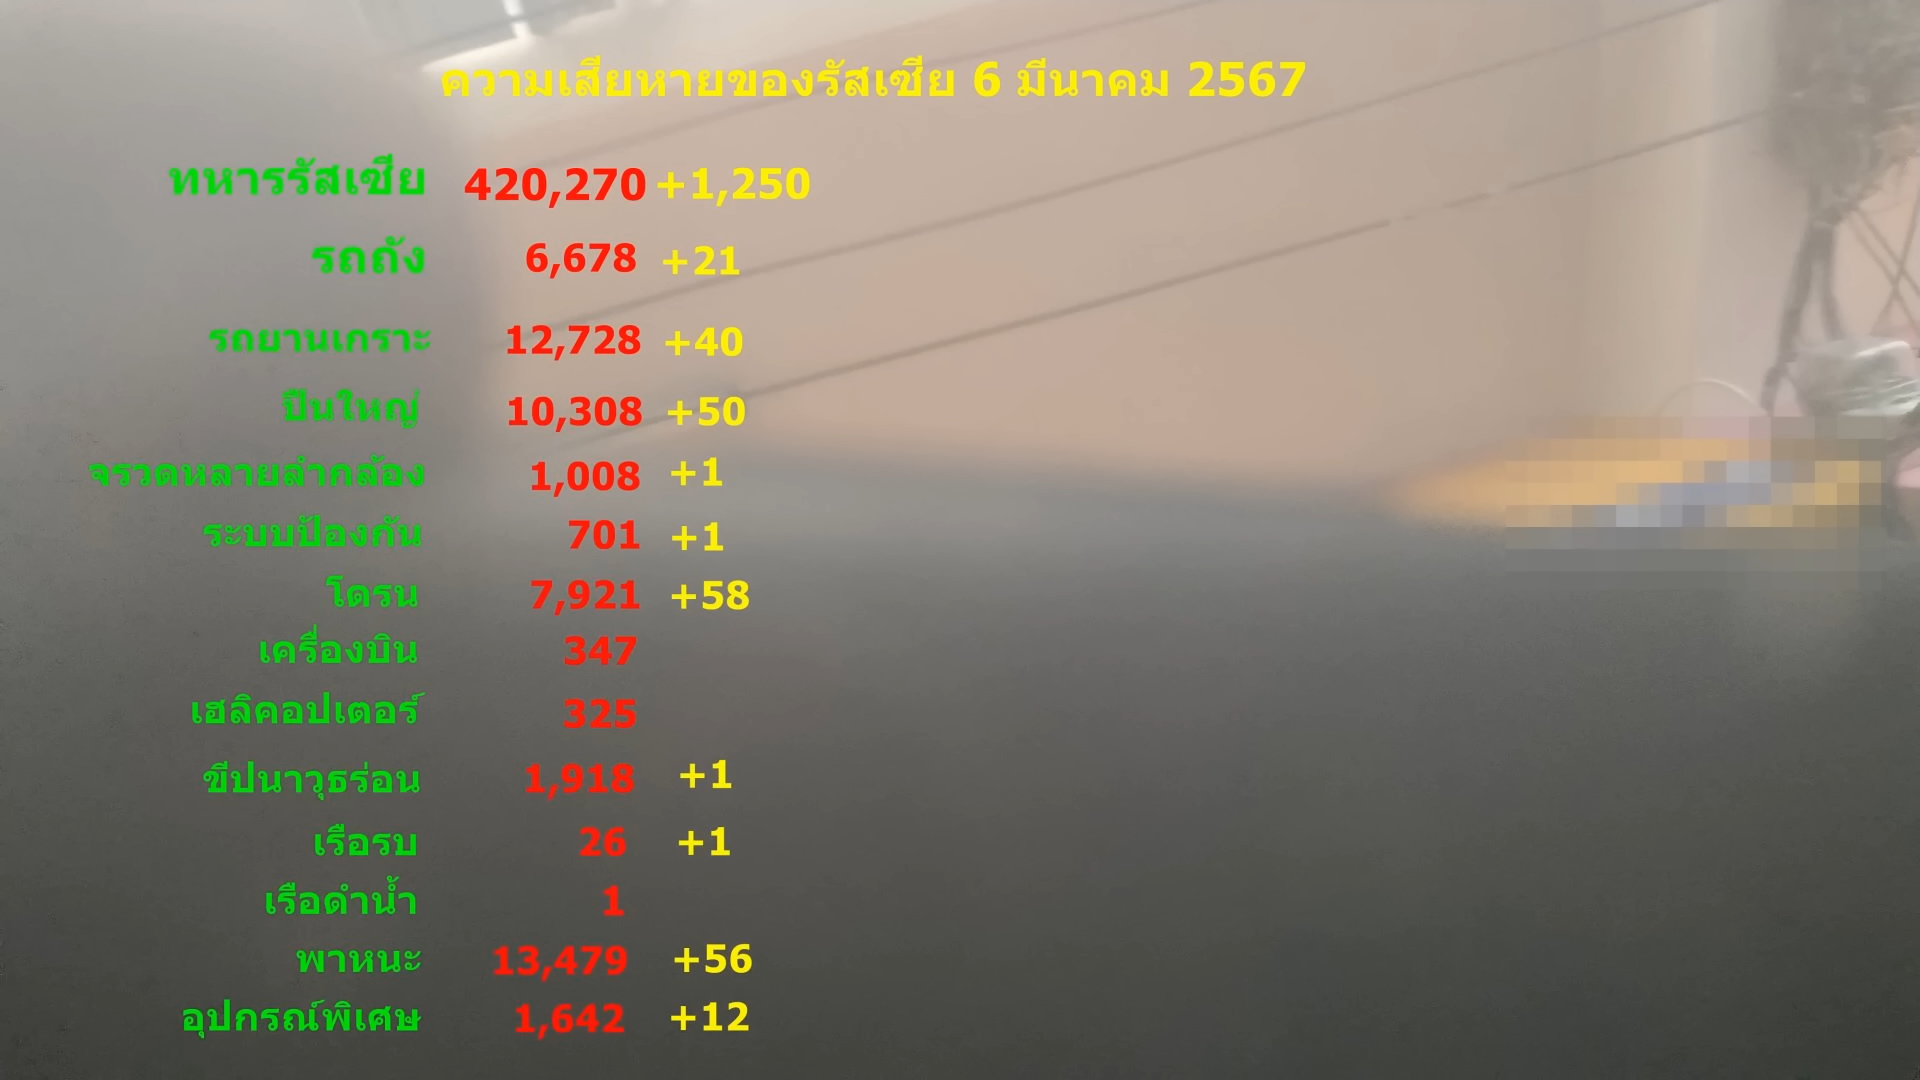 ความเสียหายของรัสเซีย 6 มีนาคม 2567
ทหารรัสเซีย 420,270 +1,250
รถถัง 6,678 +21
รถยานเกราะ 12,728 +40
ปืนใหญ่ 10,308 +50
จรวดหลายลำกล้อง 1,008 +1
ระบบป้องกัน 701 +1
โดรน 7,921 +58
เครื่องบิน 347
เฮลิคอปเตอร์ 325
ขีปนาวุธร่อน 1,918 +1
เรือรบ 26 +1
เรือดำน้ำ 1
พาหนะ 13,479 +56
อุปกรณ์พิเศษ 1,642 +12